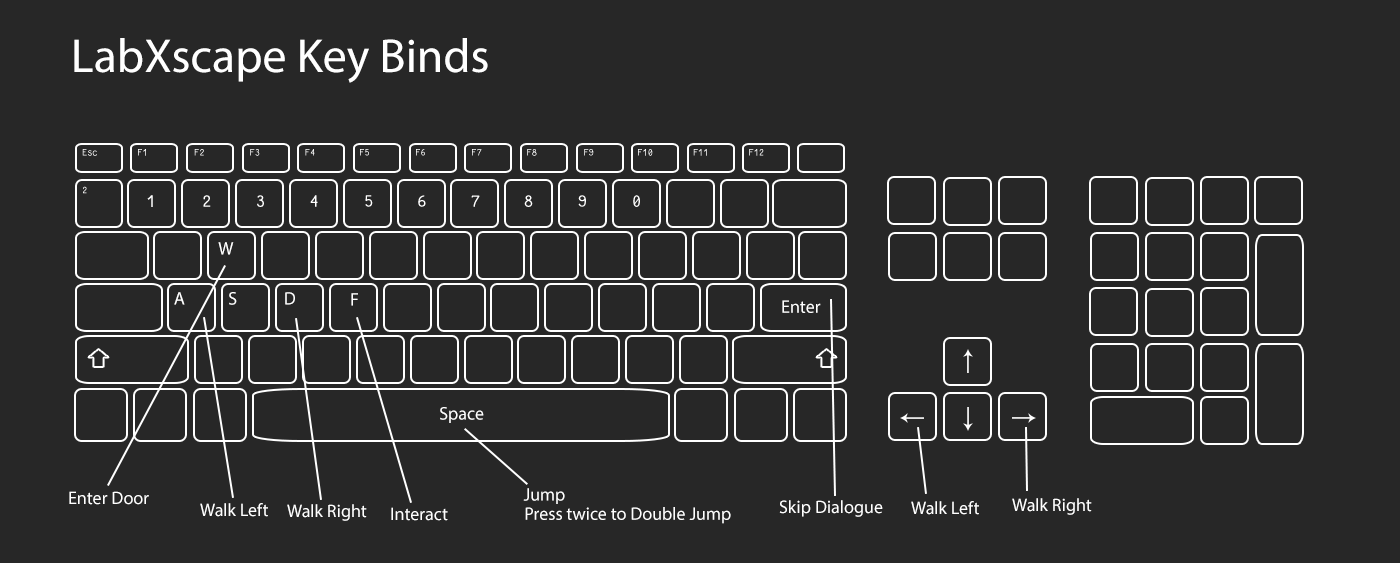 LabXscape Key Binds
Esc F1 F2 F3 F4 F5 F6 F7 F8 F9 F10 F11 F12
2 1 2 3 4 5 6 7 8 9 0
W
A S D F Enter
↑
Space ← ↓ →
Enter Door
Walk Left
Walk Right
Interact
Jump
Press twice to Double Jump
Skip Dialogue
Walk Left
Walk Right